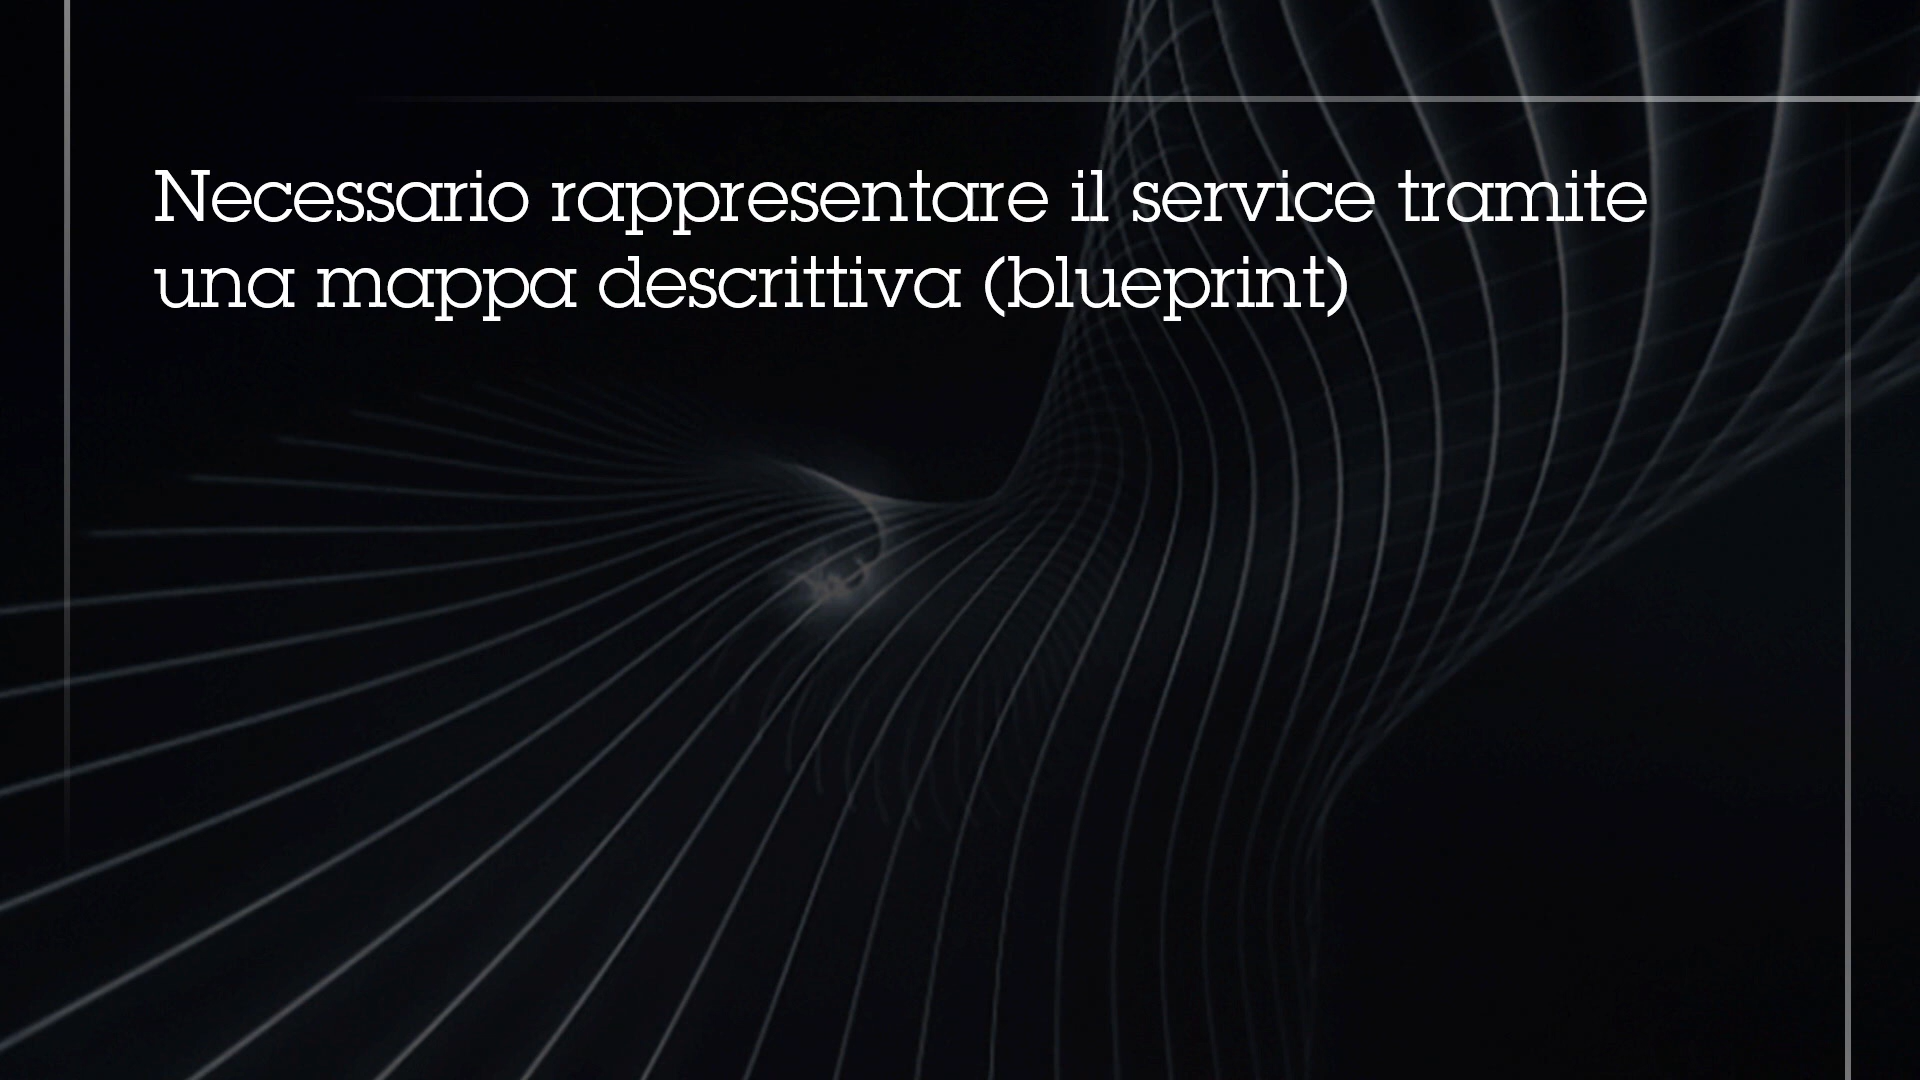 Necessario rappresentare il service tramite
una mappa descrittiva (blueprint)